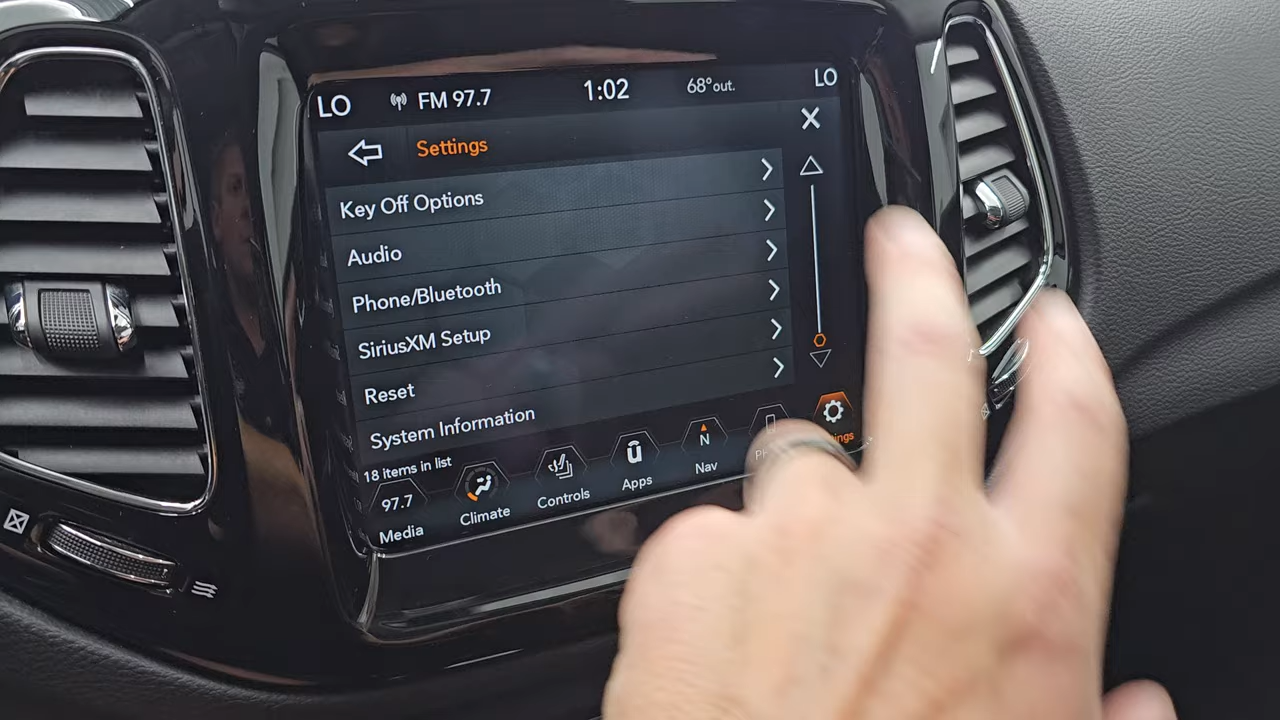 LO FM 97.7 1:02 68° out. LO
Settings
Key Off Options
Audio
Phone/Bluetooth
SiriusXM Setup
Reset
System Information
18 items in list
97.7 N
Media Climate Controls Apps Nav